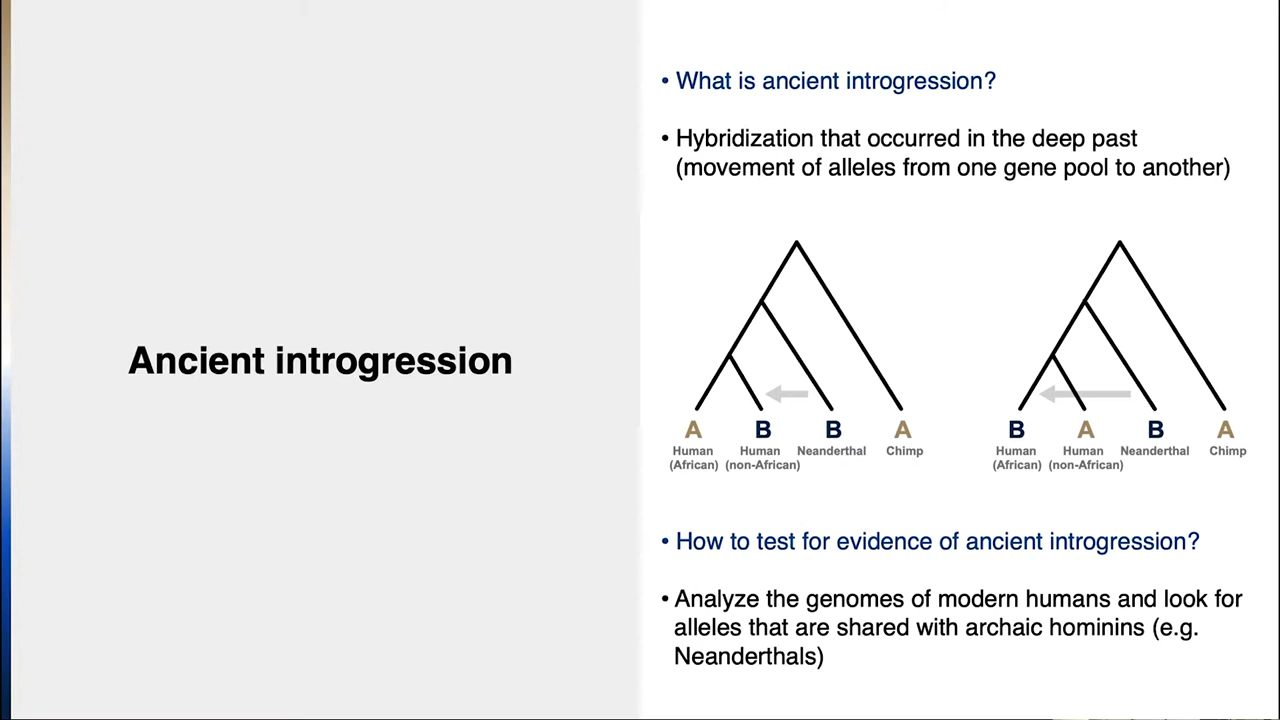 Ancient introgression
• What is ancient introgression?
• Hybridization that occurred in the deep past
(movement of alleles from one gene pool to another)
A B B A
Human (African) Human (non-African) Neanderthal Chimp
B A B A
Human (African) Human (non-African) Neanderthal Chimp
• How to test for evidence of ancient introgression?
• Analyze the genomes of modern humans and look for
alleles that are shared with archaic hominins (e.g.
Neanderthals)